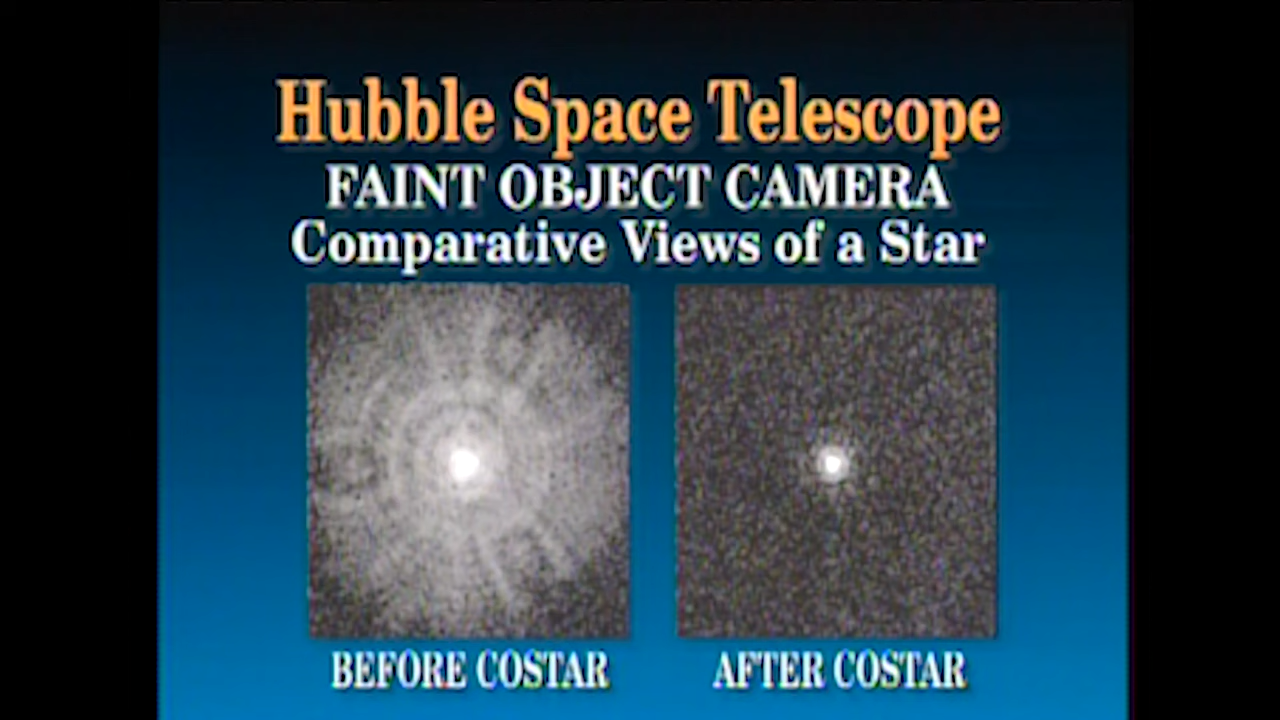 Hubble Space Telescope
FAINT OBJECT CAMERA
Comparative Views of a Star
BEFORE COSTAR
AFTER COSTAR